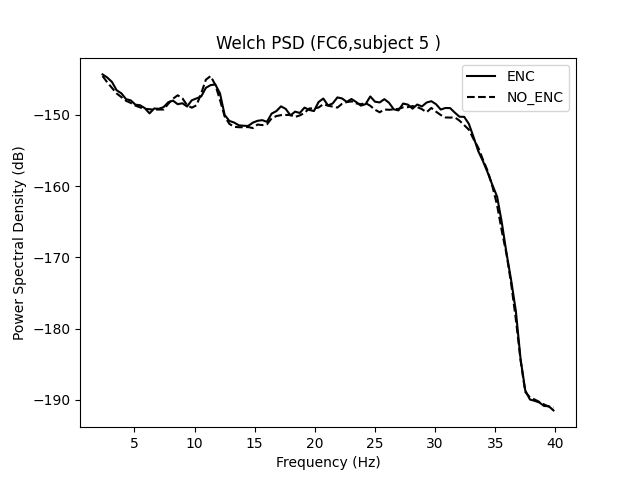 Welch PSD (FC6,subject 5 )
ENC
NO_ENC
Power Spectral Density (dB)
−150
−160
−170
−180
−190
5 10 15 20 25 30 35 40
Frequency (Hz)